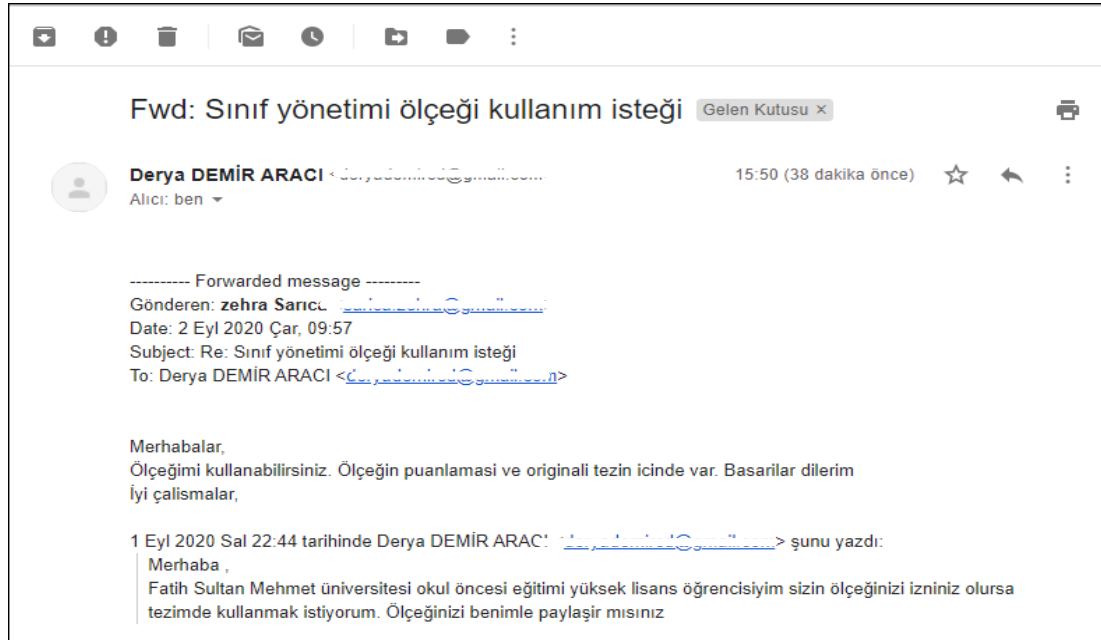 Fwd: Sınıf yönetimi ölçeği kullanım isteği Gelen Kutusu ×
Derya DEMİR ARACI 15:50 (38 dakika önce)
Alıcı: ben
---------- Forwarded message ---------
Gönderen: zehra
Date: 2 Eyl 2020 Çar, 09:57
Subject: Re: Sınıf yönetimi ölçeği kullanım isteği
To: Derya DEMİR ARACI < >
Merhabalar,
Ölçeğimi kullanabilirsiniz. Ölçeğin puanlamasi ve originali tezin icinde var. Basarilar dilerim
İyi çalismalar,
1 Eyl 2020 Sal 22:44 tarihinde Derya DEMİR > şunu yazdı:
Merhaba ,
Fatih Sultan Mehmet üniversitesi okul öncesi eğitimi yüksek lisans öğrencisiyim sizin ölçeğinizi izniniz olursa
tezimde kullanmak istiyorum. Ölçeğinizi benimle paylaşir mısınız